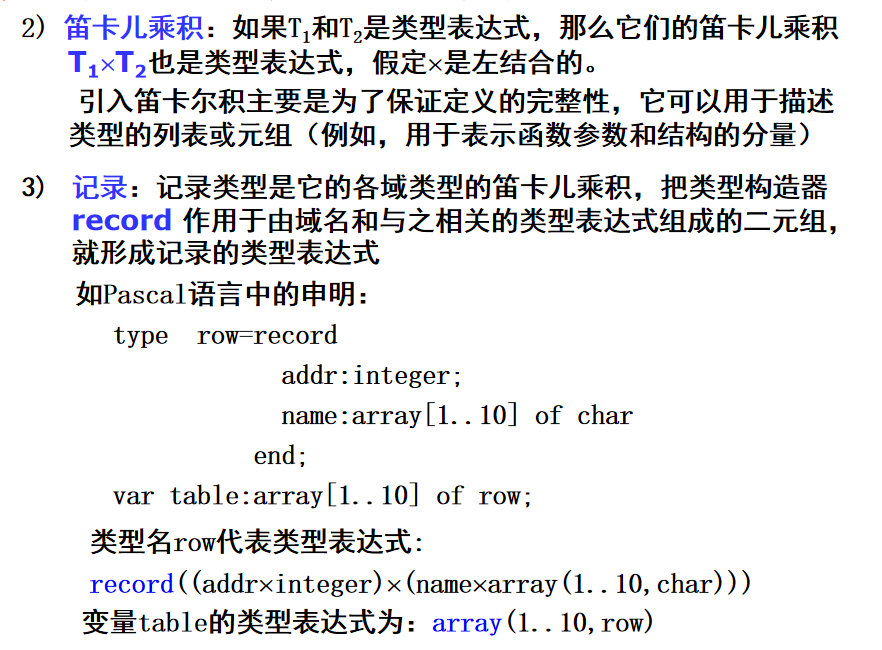 2) 笛卡儿乘积：如果T₁和T₂是类型表达式，那么它们的笛卡儿乘积
T₁×T₂也是类型表达式，假定×是左结合的。
引入笛卡尔积主要是为了保证定义的完整性，它可以用于描述
类型的列表或元组（例如，用于表示函数参数和结构的分量）
3) 记录：记录类型是它的各域类型的笛卡儿乘积，把类型构造器
record 作用于由域名和与之相关的类型表达式组成的二元组，
就形成记录的类型表达式
如Pascal语言中的申明：
type row=record
addr:integer;
name:array[1..10] of char
end;
var table:array[1..10] of row;
类型名row代表类型表达式:
record((addr×integer)×(name×array(1..10,char)))
变量table的类型表达式为：array(1..10,row)